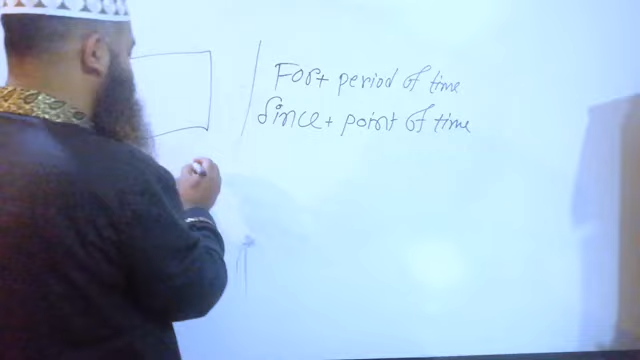 For + period of time
Since + point of time